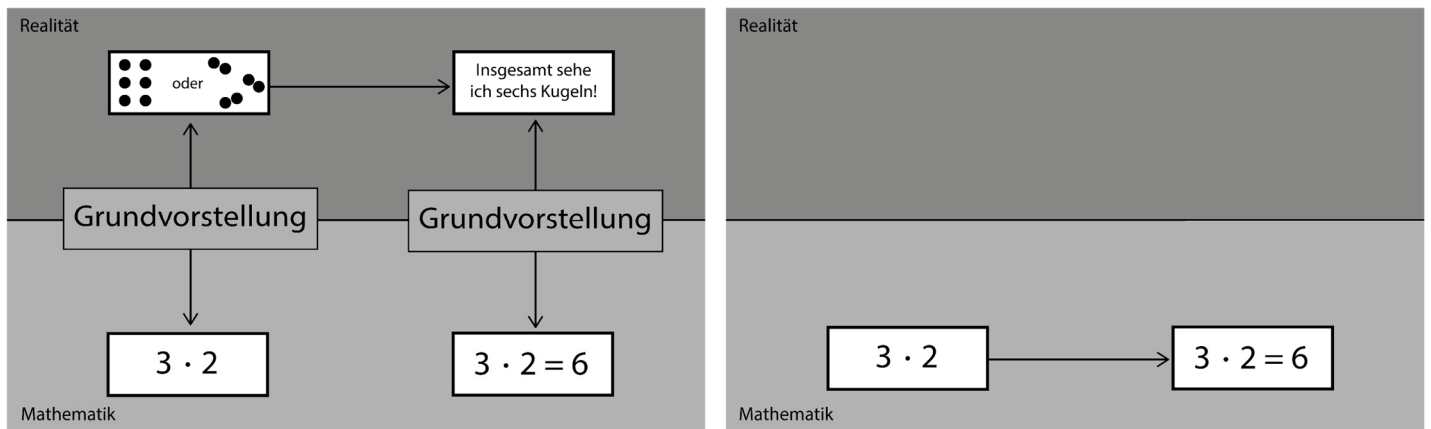 Realität
oder
Insgesamt sehe
ich sechs Kugeln!
Grundvorstellung
Grundvorstellung
3 · 2
3 · 2 = 6
Mathematik
Realität
3 · 2
3 · 2 = 6
Mathematik